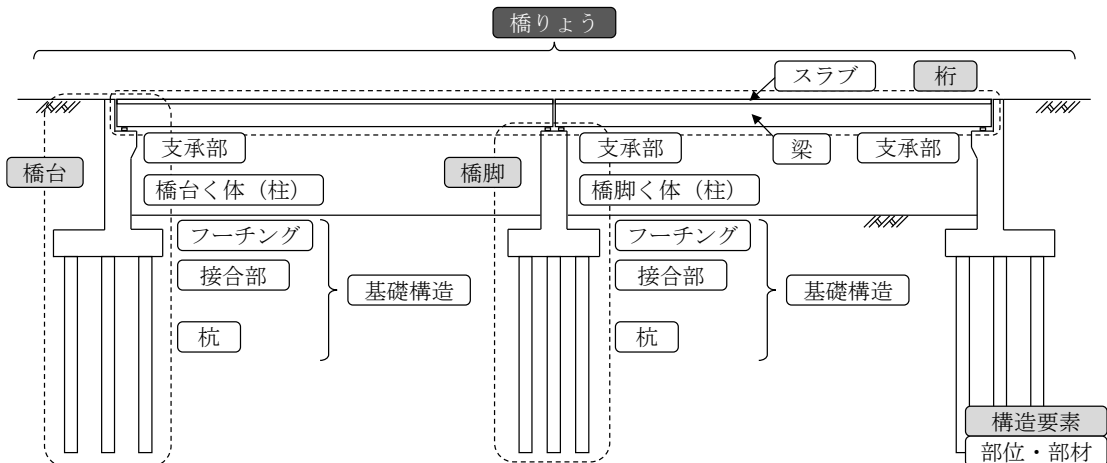 橋りょう
スラブ
桁
支承部
支承部
梁
支承部
橋台
橋脚
橋台く体（柱）
橋脚く体（柱）
フーチング
フーチング
接合部
基礎構造
接合部
基礎構造
杭
杭
構造要素
部位・部材